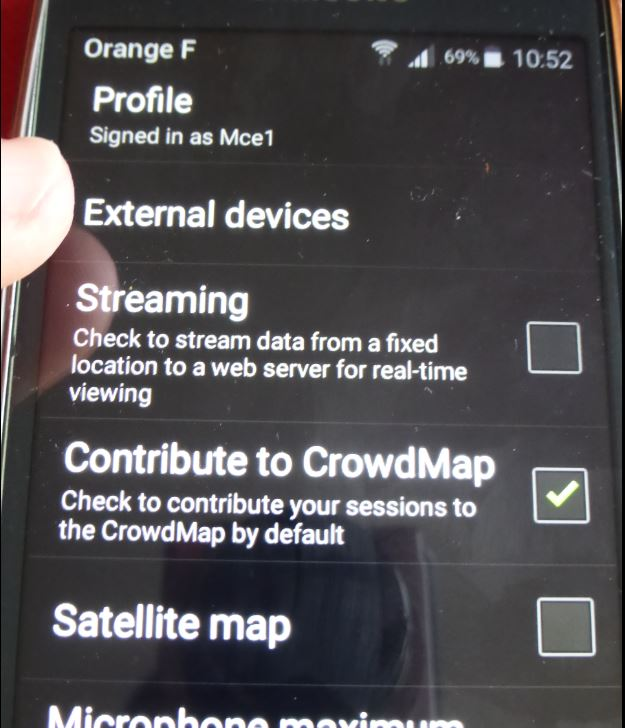 Orange F 69% 10:52
Profile
Signed in as Mce1
External devices
Streaming
Check to stream data from a fixed
location to a web server for real-time
viewing
Contribute to CrowdMap
Check to contribute your sessions to
the CrowdMap by default
Satellite map
Microphone maximum